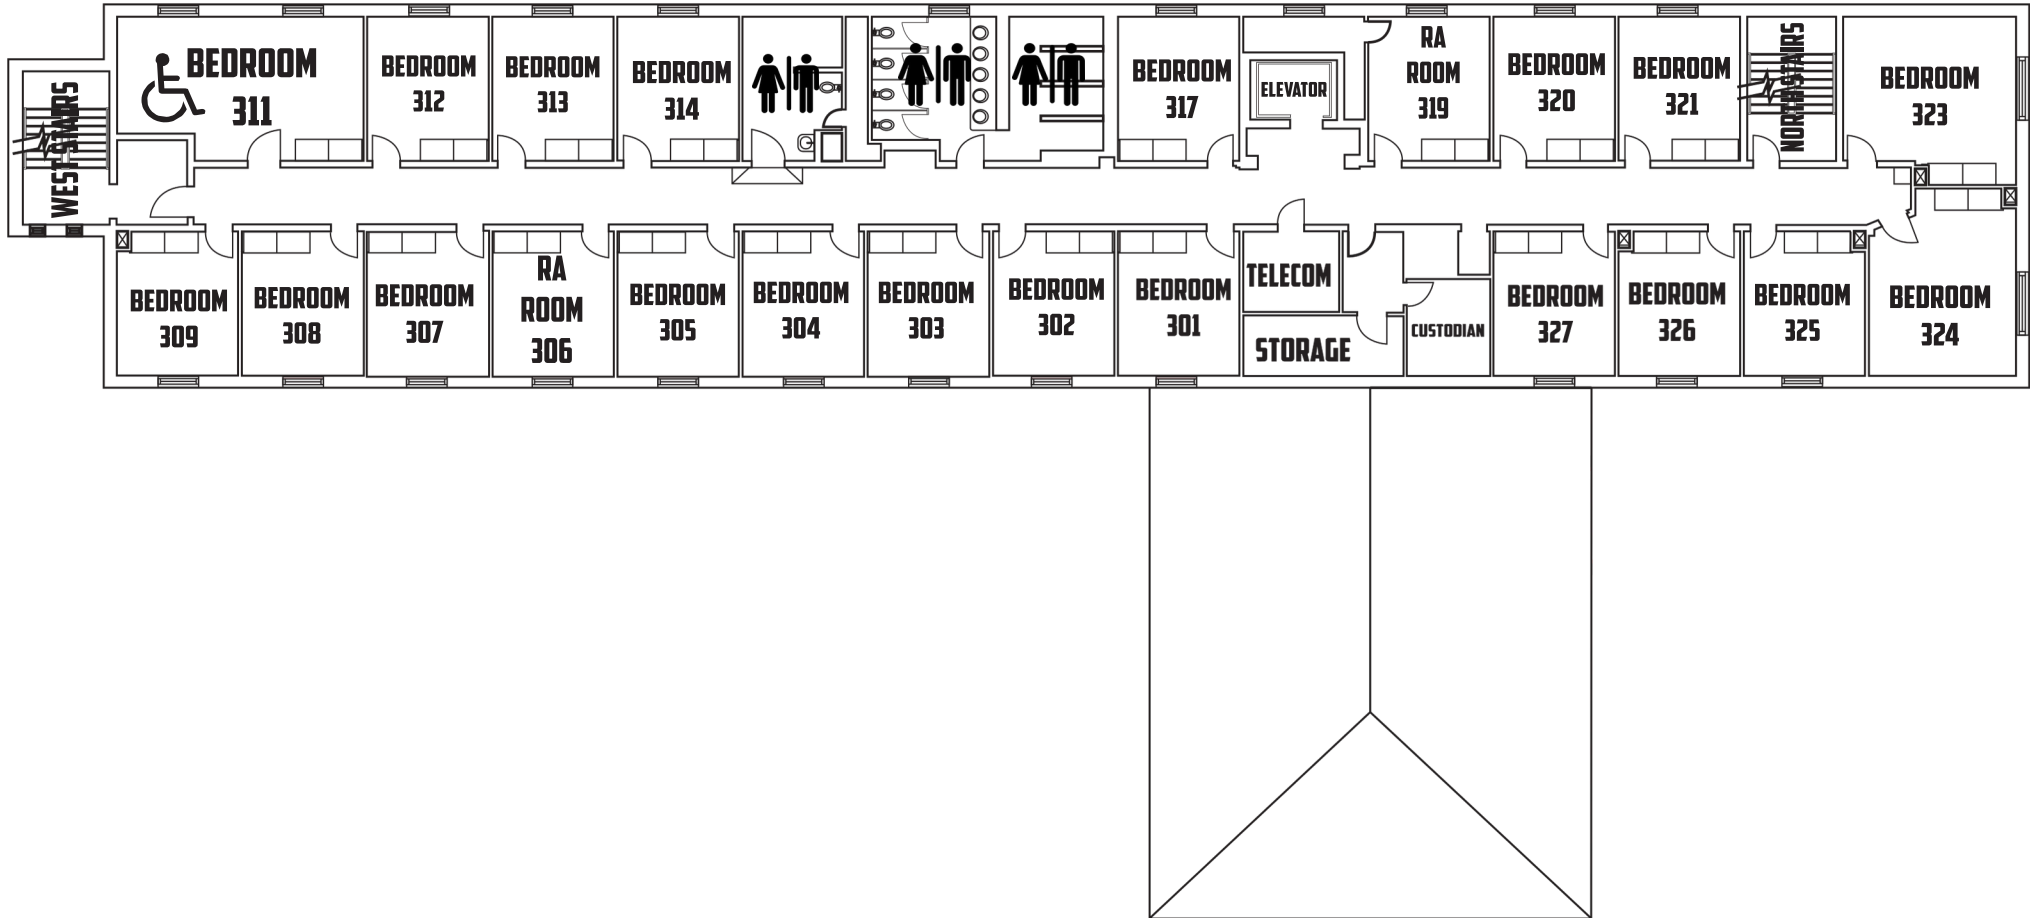 BEDROOM
311
BEDROOM
312
BEDROOM
313
BEDROOM
314
BEDROOM
317
ELEVATOR
RA
ROOM
319
BEDROOM
320
BEDROOM
321
NORTH STAIRS
BEDROOM
323
WEST STAIRS
BEDROOM
309
BEDROOM
308
BEDROOM
307
RA
ROOM
306
BEDROOM
305
BEDROOM
304
BEDROOM
303
BEDROOM
302
BEDROOM
301
TELECOM
STORAGE
CUSTODIAN
BEDROOM
327
BEDROOM
326
BEDROOM
325
BEDROOM
324